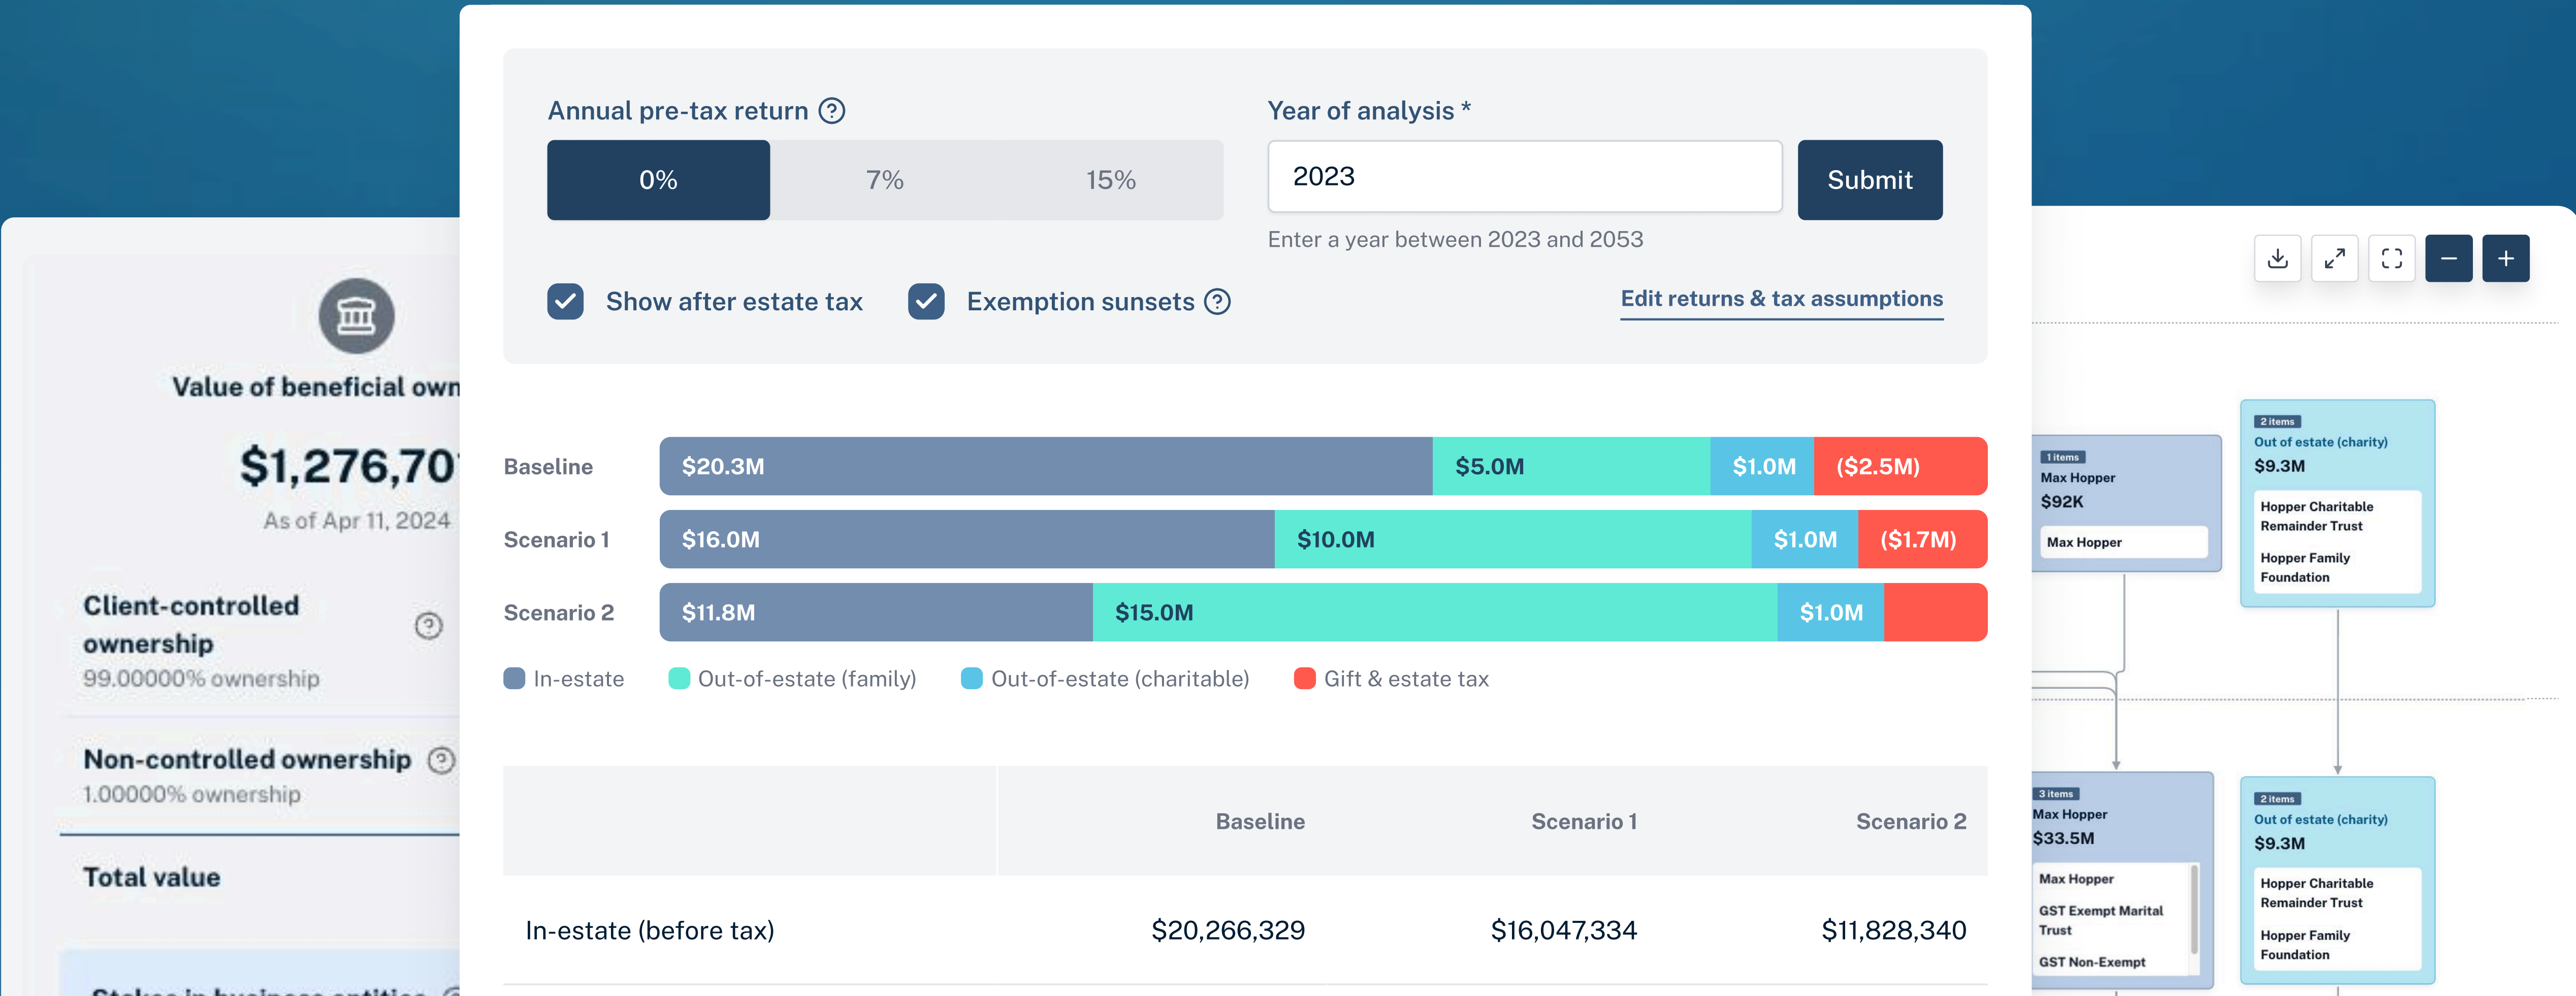 Annual pre-tax return
0%
7%
15%
Year of analysis *
2023
Submit
Enter a year between 2023 and 2053
Show after estate tax
Exemption sunsets
Edit returns & tax assumptions
Baseline
$20.3M
$5.0M
$1.0M
($2.5M)
Scenario 1
$16.0M
$10.0M
$1.0M
($1.7M)
Scenario 2
$11.8M
$15.0M
$1.0M
In-estate
Out-of-estate (family)
Out-of-estate (charitable)
Gift & estate tax
Baseline
Scenario 1
Scenario 2
In-estate (before tax)
$20,266,329
$16,047,334
$11,828,340
Value of beneficial own
$1,276,70
As of Apr 11, 2024
Client-controlled
ownership
99.00000% ownership
Non-controlled ownership
1.00000% ownership
Total value
Stakes in business entities
1 items
Max Hopper
$92K
Max Hopper
2 items
Out of estate (charity)
$9.3M
Hopper Charitable
Remainder Trust
Hopper Family
Foundation
3 items
Max Hopper
$33.5M
Max Hopper
GST Exempt Marital
Trust
GST Non-Exempt
2 items
Out of estate (charity)
$9.3M
Hopper Charitable
Remainder Trust
Hopper Family
Foundation